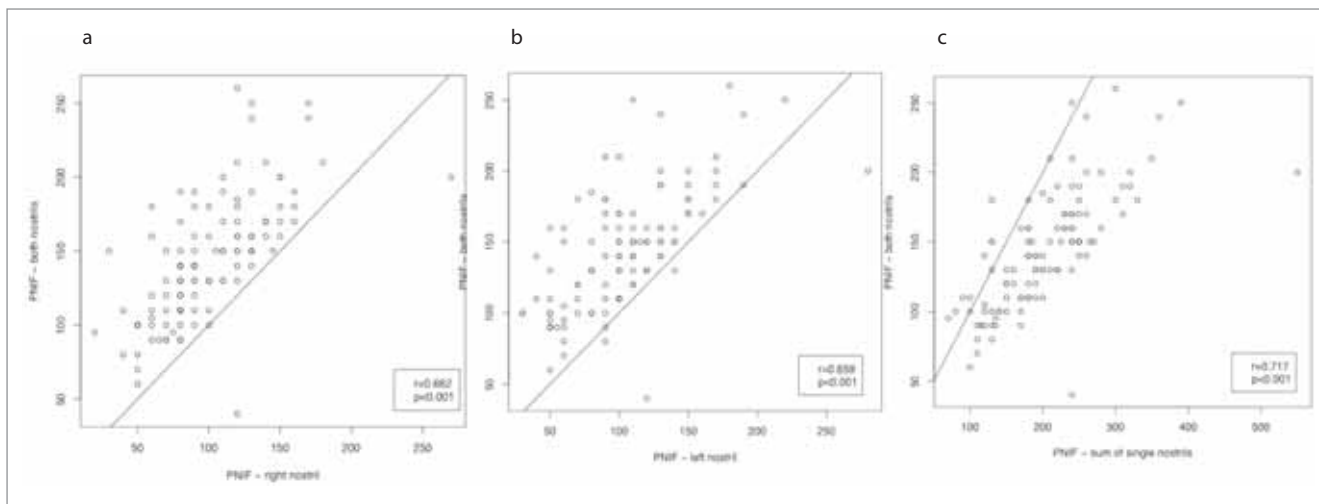 a
b
c
PNIF – both nostrils
250
200
150
100
50
r=0.662
p<0.001
50
100
150
200
250
PNIF – right nostril
PNIF – both nostrils
250
200
150
100
50
r=0.659
p<0.001
50
100
150
200
250
PNIF – left nostril
PNIF – both nostrils
250
200
150
100
50
r=0.717
p<0.001
100
200
300
400
500
PNIF – sum of single nostrils